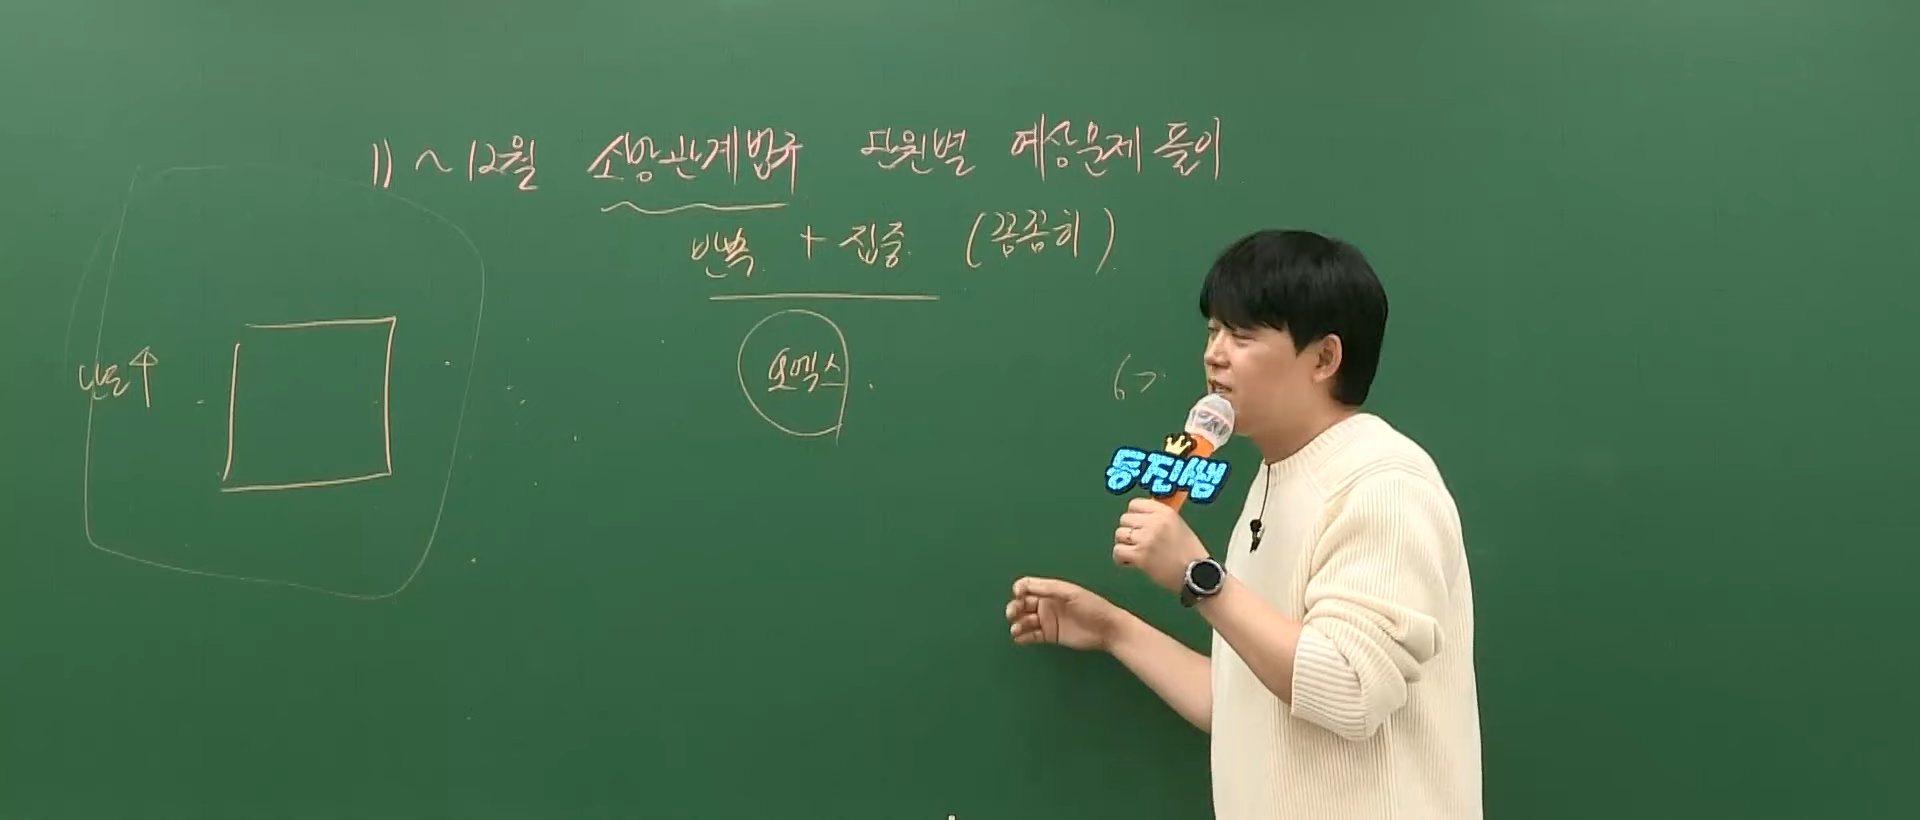 11~12월 소방관계법규 단원별 예상문제 풀이
반복 + 집중 (꼼꼼히)
난도↑
오엑스
동진쌤